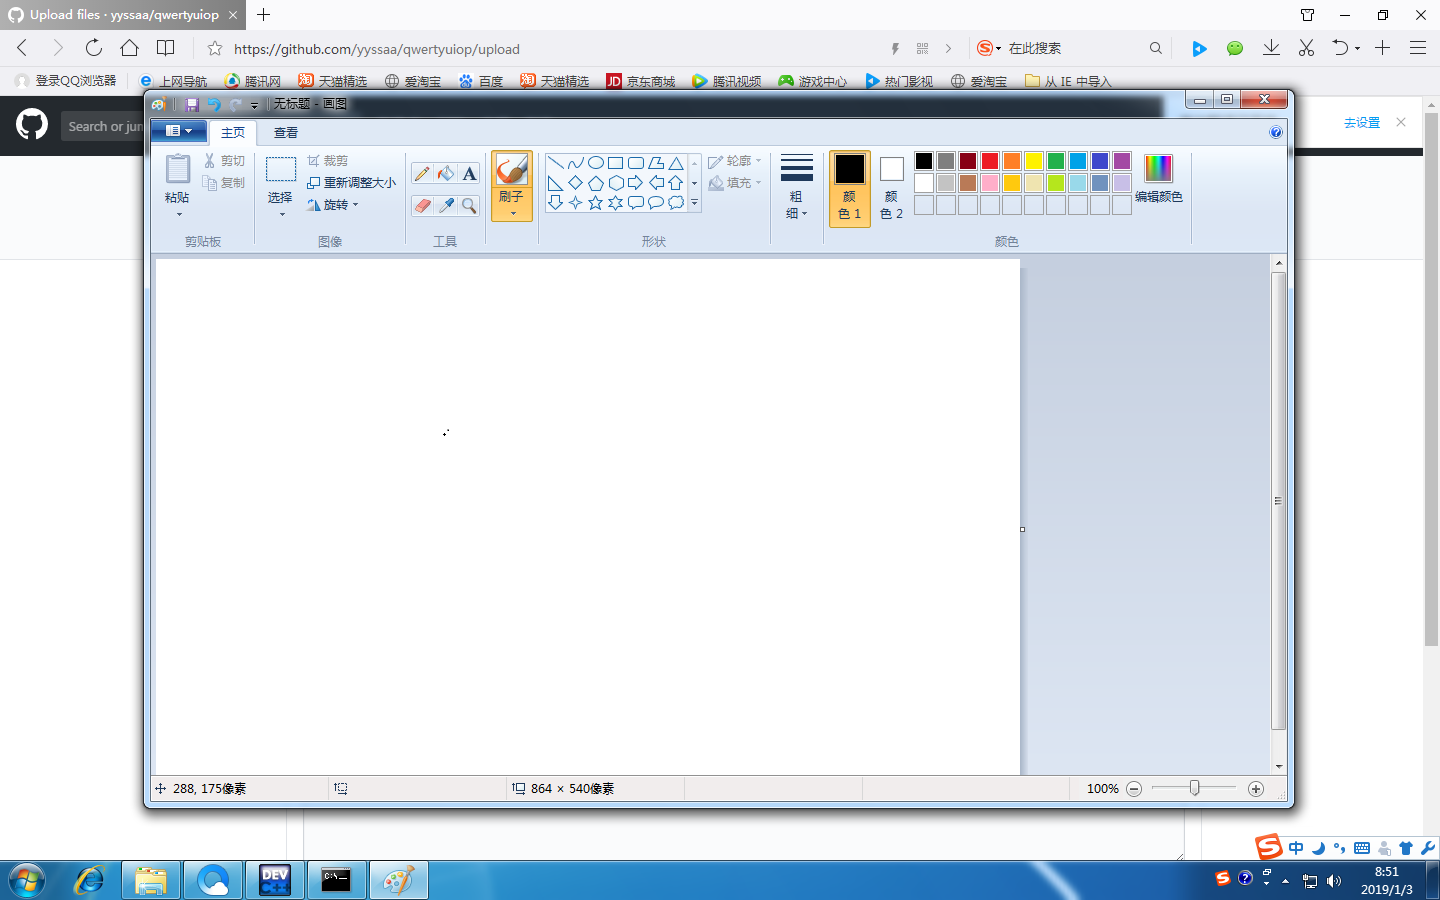 Upload files · yyssaa/qwertyuiop
https://github.com/yyssaa/qwertyuiop/upload
在此搜索
登录QQ浏览器
上网导航
腾讯网
天猫精选
爱淘宝
百度
天猫精选
京东商城
腾讯视频
游戏中心
热门影视
爱淘宝
从 IE 中导入
无标题 - 画图
Search or jum
去设置
主页
查看
粘贴
剪切
复制
剪贴板
选择
裁剪
重新调整大小
旋转
图像
A
工具
刷子
轮廓
填充
形状
粗
细
颜
色 1
颜
色 2
编辑颜色
颜色
288, 175像素
864 × 540像素
100%
中
DEV
C++
C:\
8:51
2019/1/3